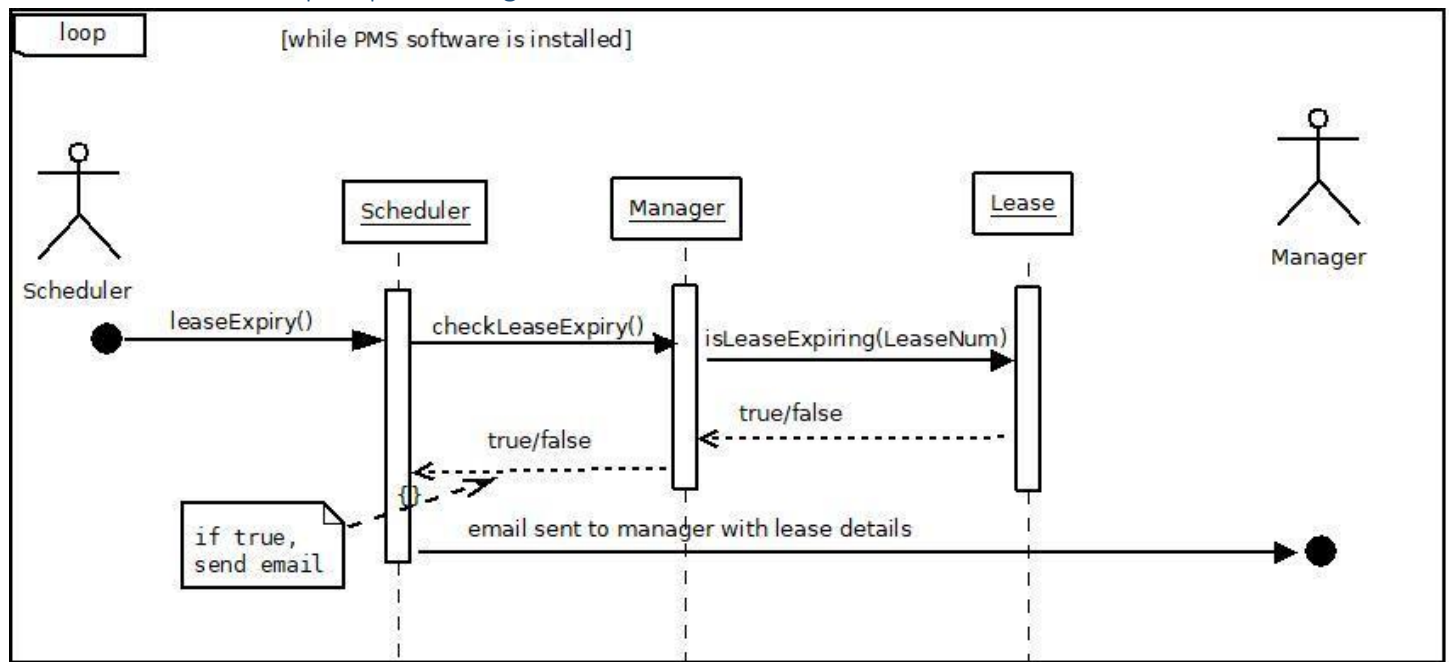 loop
[while PMS software is installed]
Scheduler
Manager
Lease
Manager
Scheduler
leaseExpiry()
checkLeaseExpiry()
isLeaseExpiring(LeaseNum)
true/false
true/false
{}
if true,
send email
email sent to manager with lease details